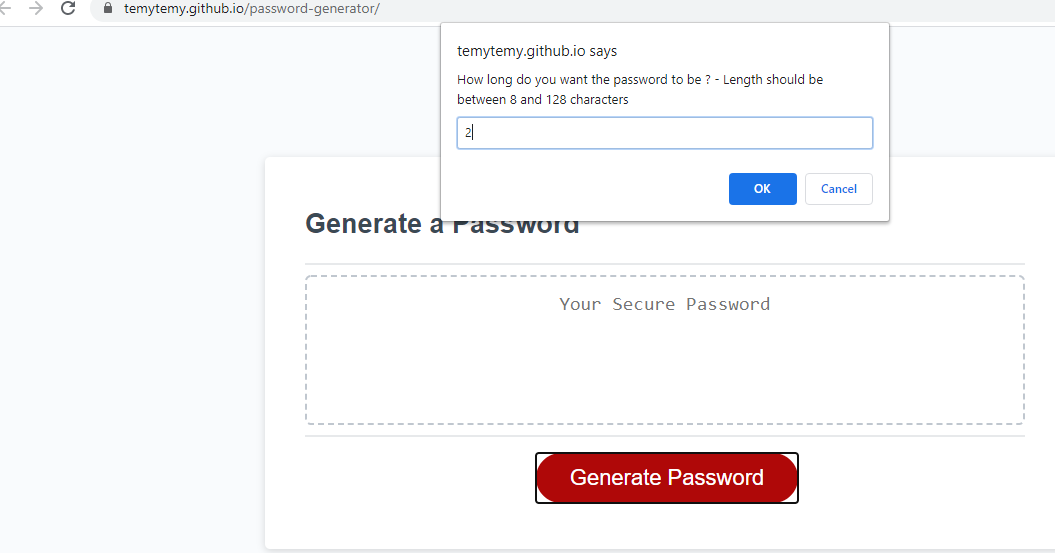 temytemy.github.io/password-generator/
temytemy.github.io says
How long do you want the password to be ? - Length should be
between 8 and 128 characters
2
OK Cancel
Generate a Password
Your Secure Password
Generate Password